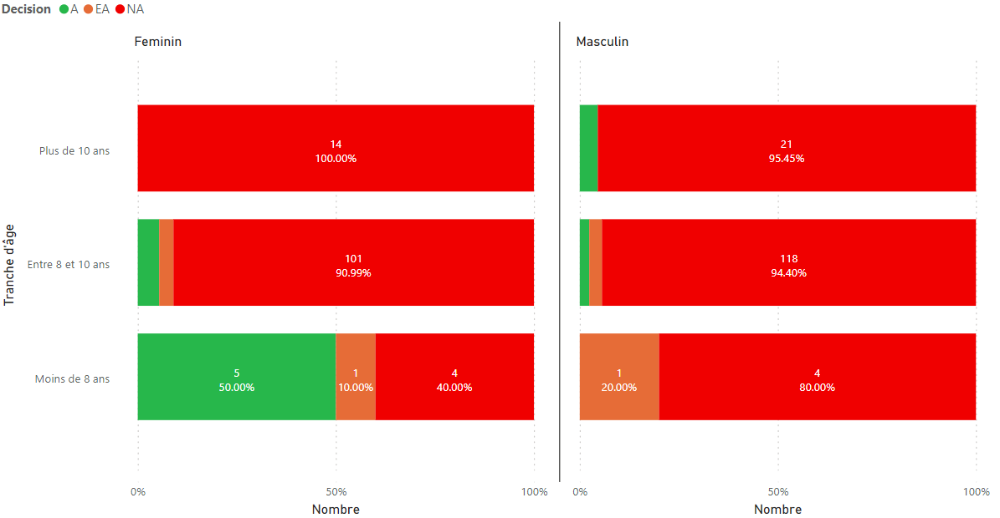 Decision A EA NA
Feminin
Masculin
Tranche d'âge
Plus de 10 ans
14
100.00%
21
95.45%
Entre 8 et 10 ans
101
90.99%
118
94.40%
Moins de 8 ans
5
50.00%
1
10.00%
4
40.00%
1
20.00%
4
80.00%
0% 50% 100%
Nombre
0% 50% 100%
Nombre